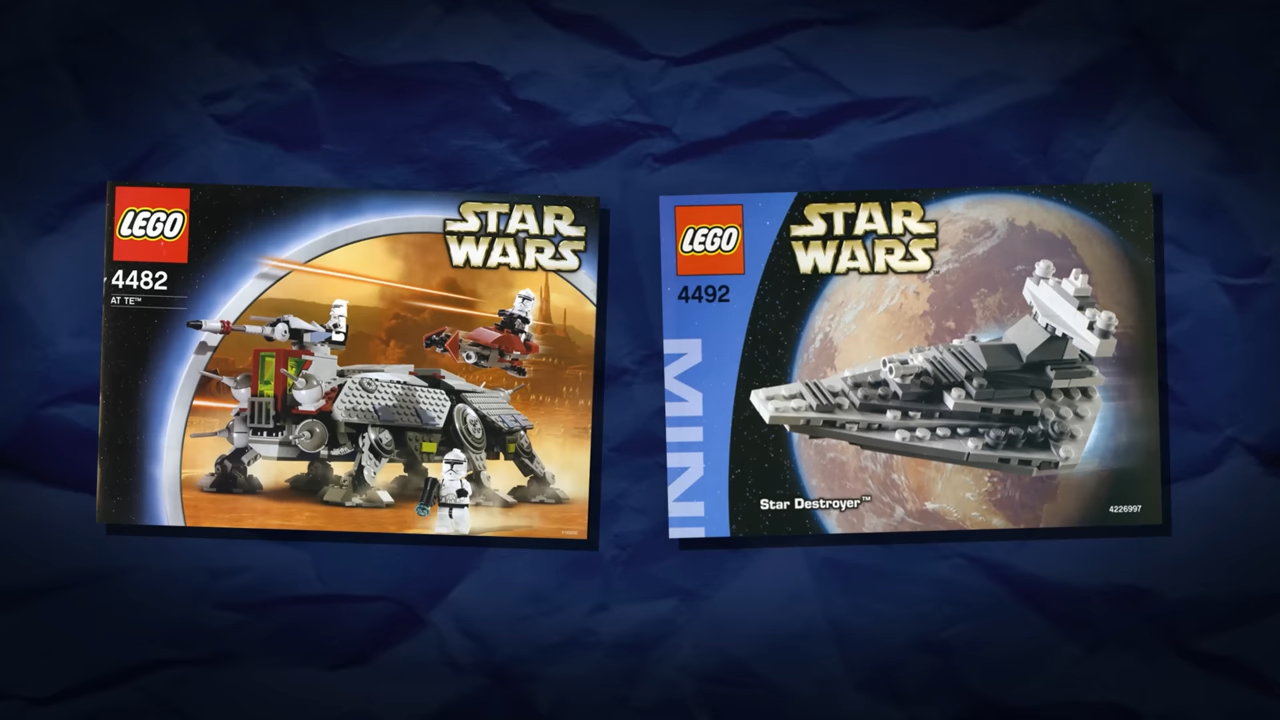 LEGO
4482
AT TE™
STAR
WARS
LEGO
4492
MINI
STAR
WARS
Star Destroyer™
4226997